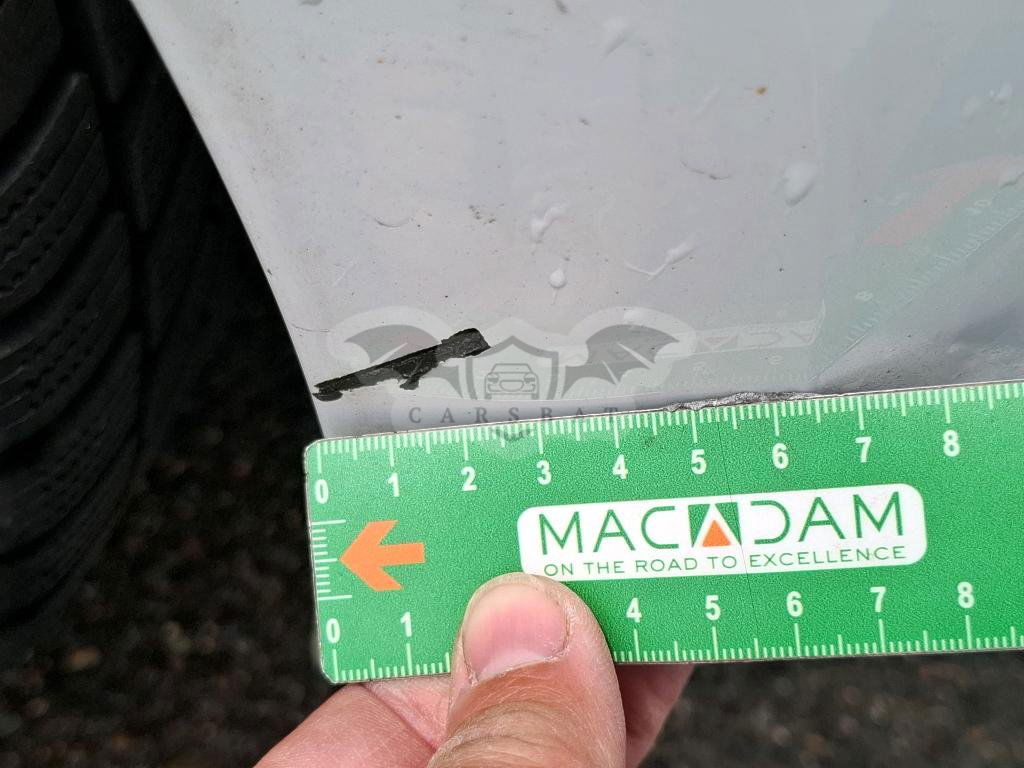 CARSBAT
0 1 2 3 4 5 6 7 8
MACADAM
ON THE ROAD TO EXCELLENCE
0 1 4 5 6 7 8